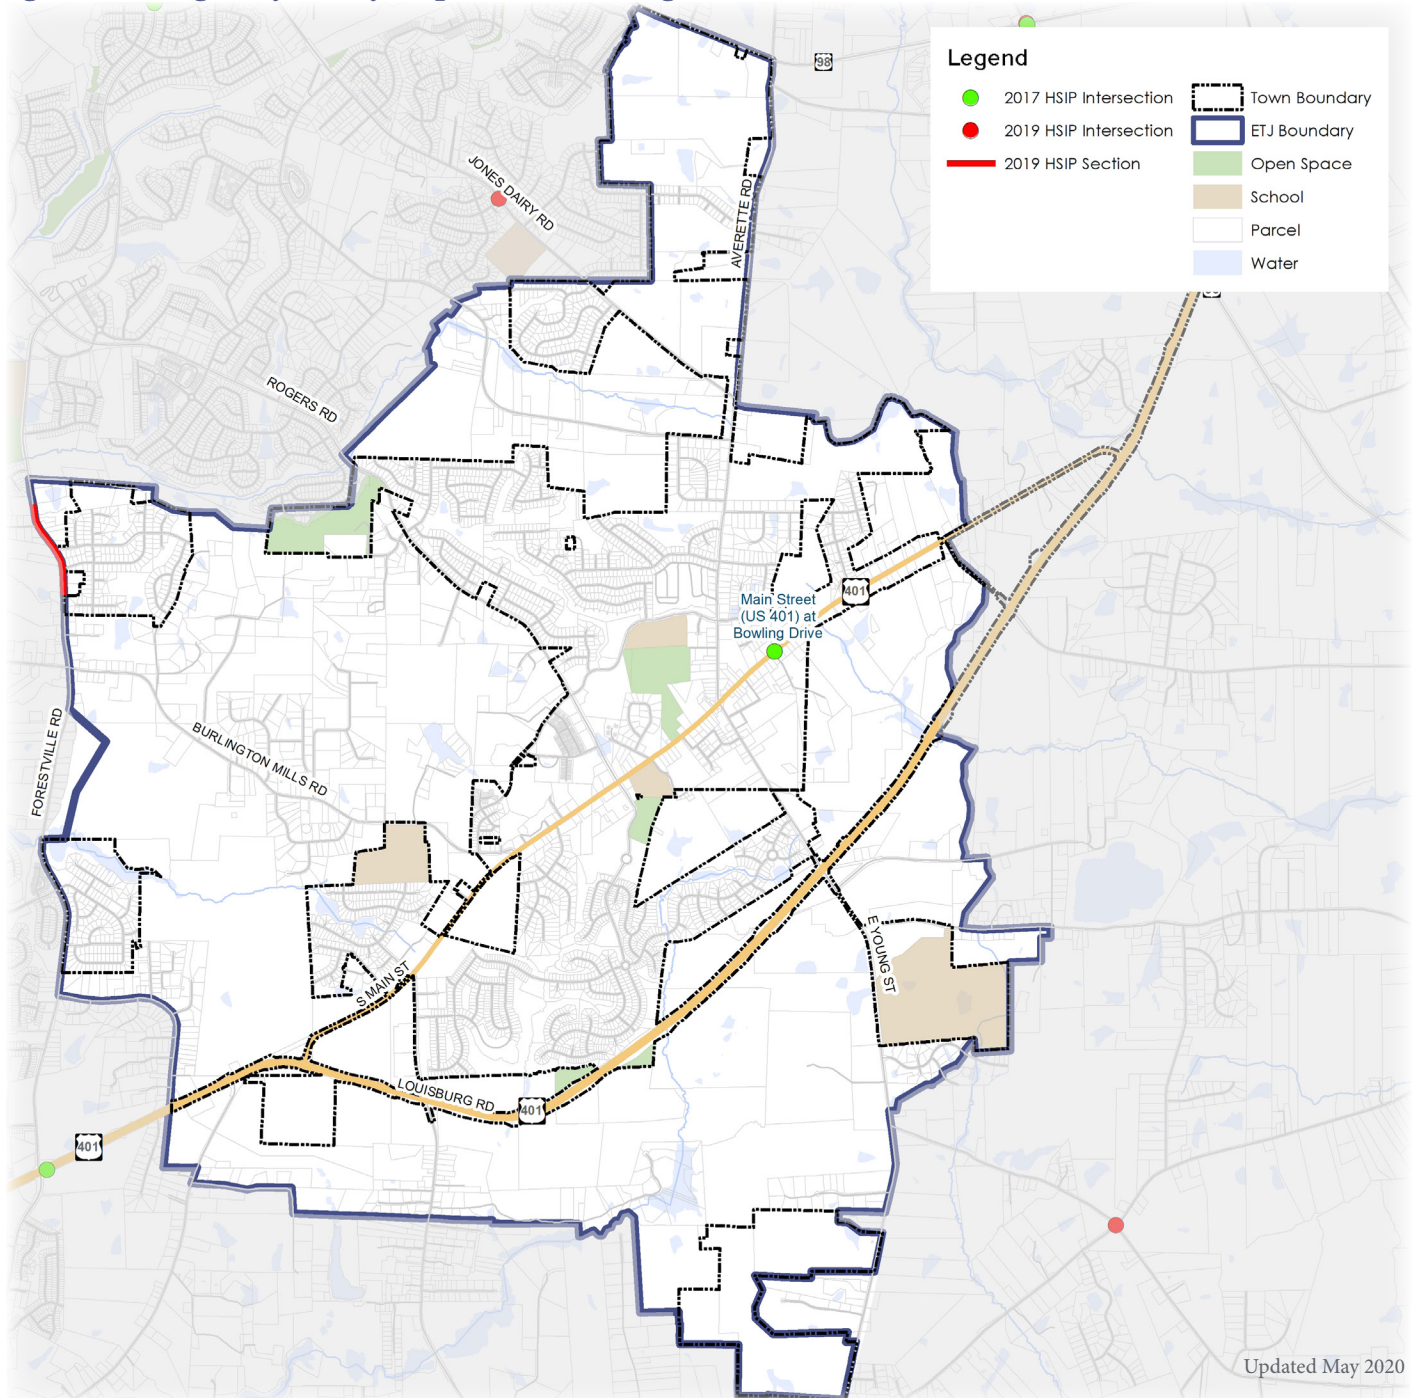 98
Legend
2017 HSIP Intersection
2019 HSIP Intersection
2019 HSIP Section
Town Boundary
ETJ Boundary
Open Space
School
Parcel
Water
JONES DAIRY RD
AVERETTE RD
ROGERS RD
401
Main Street
(US 401) at
Bowling Drive
FORESTVILLE RD
BURLINGTON MILLS RD
E YOUNG ST
S MAIN ST
LOUISBURG RD
401
401
Updated May 2020